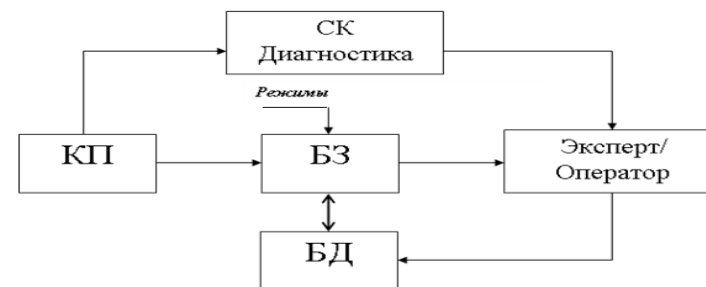 СК
Диагностика
Режимы
КП
БЗ
Эксперт/
Оператор
БД